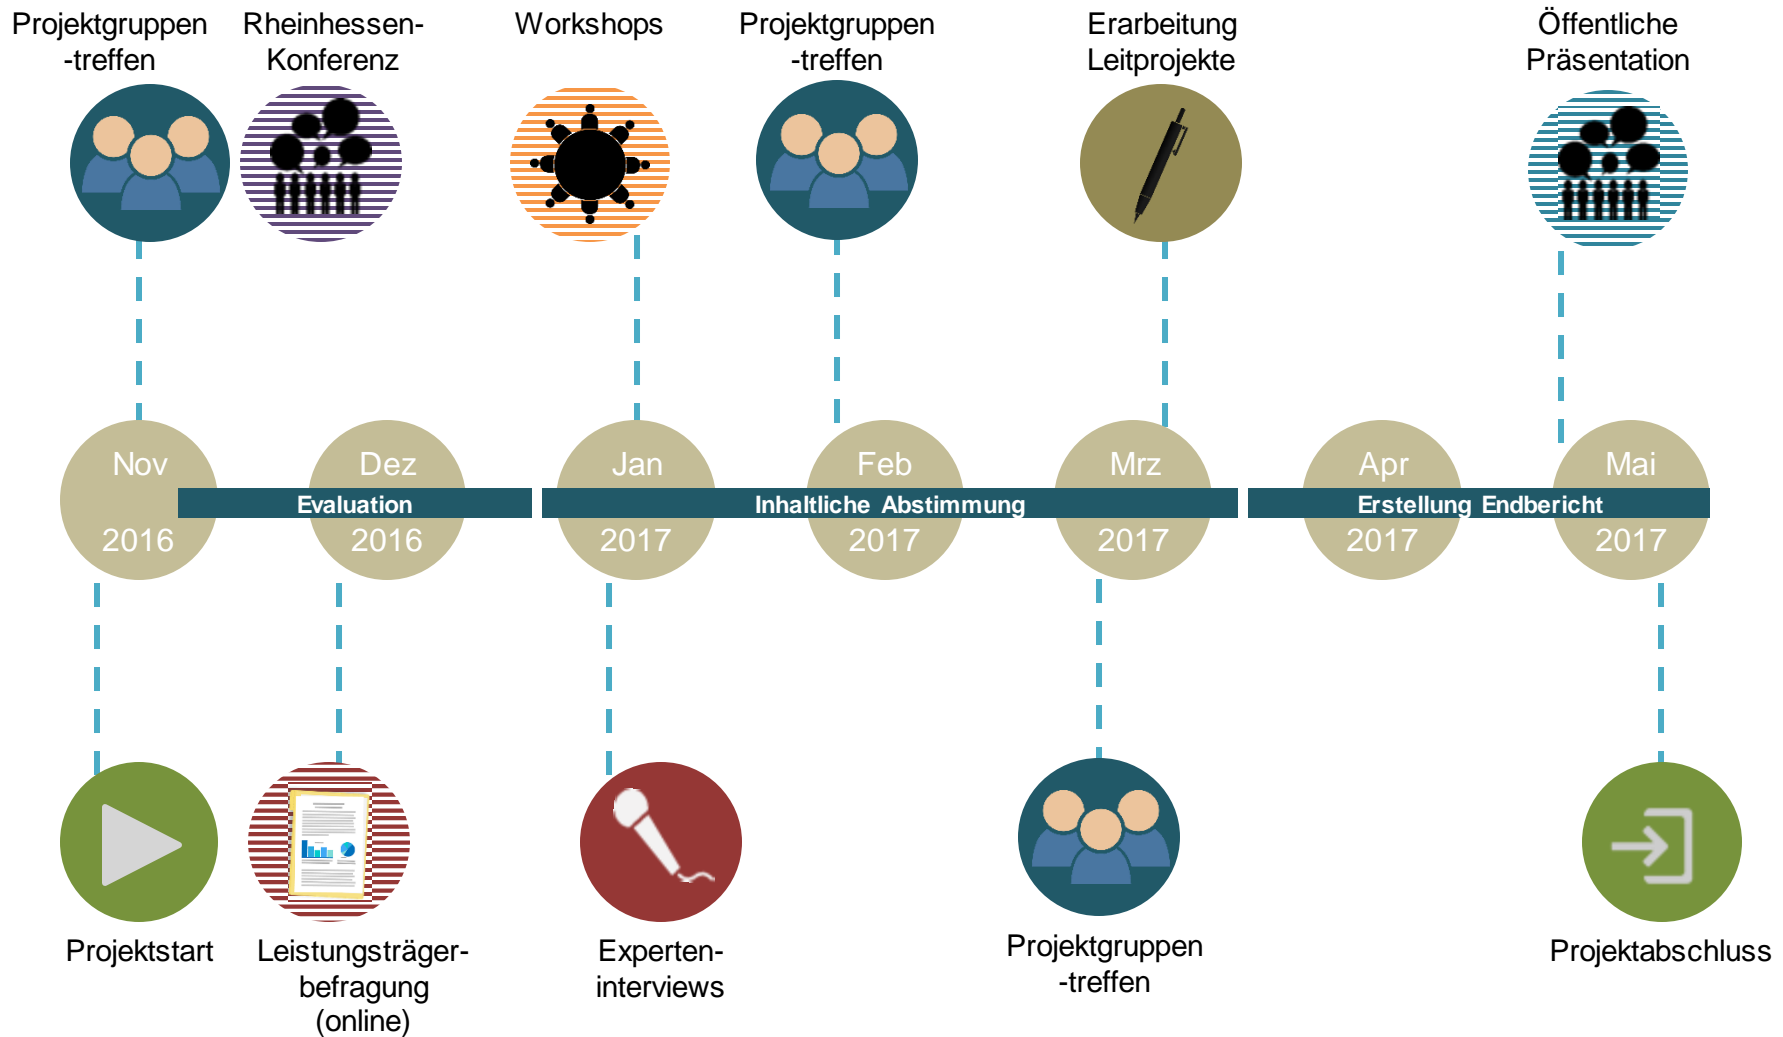 Projektgruppen
-treffen
Rheinhessen-
Konferenz
Workshops
Projektgruppen
-treffen
Erarbeitung
Leitprojekte
Öffentliche
Präsentation
Nov
2016
Dez
2016
Jan
2017
Feb
2017
Mrz
2017
Apr
2017
Mai
2017
Evaluation
Inhaltliche Abstimmung
Erstellung Endbericht
Projektstart
Leistungsträger-
befragung
(online)
Experten-
interviews
Projektgruppen
-treffen
Projektabschluss